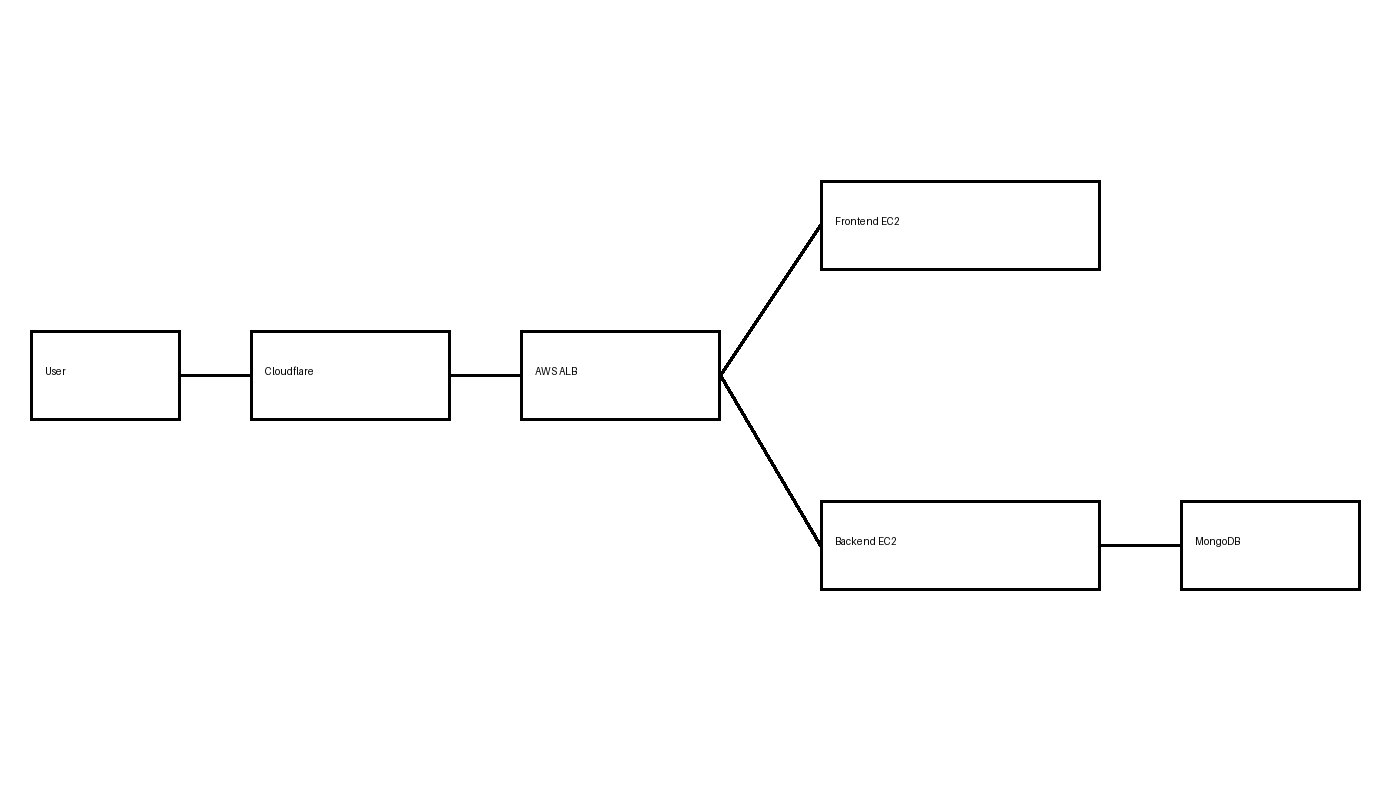 User
Cloudflare
AWS ALB
Frontend EC2
Backend EC2
MongoDB